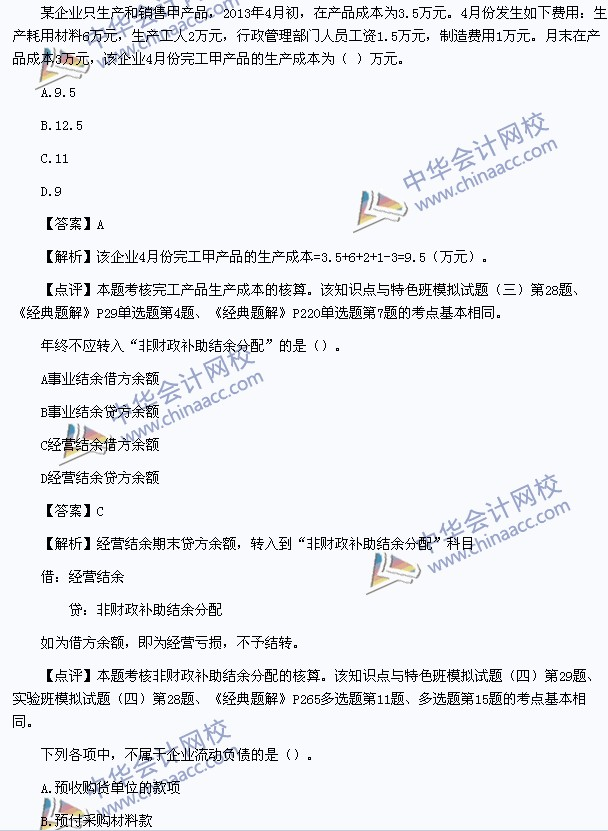 某企业只生产和销售甲产品，2013年4月初，在产品成本为3.5万元。4月份发生如下费用：生
产耗用材料6万元，生产工人2万元，行政管理部门人员工资1.5万元，制造费用1万元。月末在产
品成本3万元，该企业4月份完工甲产品的生产成本为（ ）万元。
A.9.5
B.12.5
C.11
D.9
【答案】A
【解析】该企业4月份完工甲产品的生产成本=3.5+6+2+1-3=9.5（万元）。
【点评】本题考核完工产品生产成本的核算。该知识点与特色班模拟试题（三）第28题、
《经典题解》P29单选题第4题、《经典题解》P220单选题第7题的考点基本相同。
年终不应转入“非财政补助结余分配”的是（）。
A事业结余借方余额
B事业结余贷方余额
C经营结余借方余额
D经营结余贷方余额
【答案】C
【解析】经营结余期末贷方余额，转入到“非财政补助结余分配”科目
借：经营结余
贷：非财政补助结余分配
如为借方余额，即为经营亏损，不予结转。
【点评】本题考核非财政补助结余分配的核算。该知识点与特色班模拟试题（四）第29题、
实验班模拟试题（四）第28题、《经典题解》P265多选题第11题、多选题第15题的考点基本相
同。
下列各项中，不属于企业流动负债的是（）。
A.预收购货单位的款项
B.预付采购材料款
中华会计网校
www.chinaacc.com
中华会计网校
www.chinaacc.com
中华会计网校
www.chinaacc.com
中华会计网校
www.chinaacc.com
中华会计网校
www.chinaacc.com